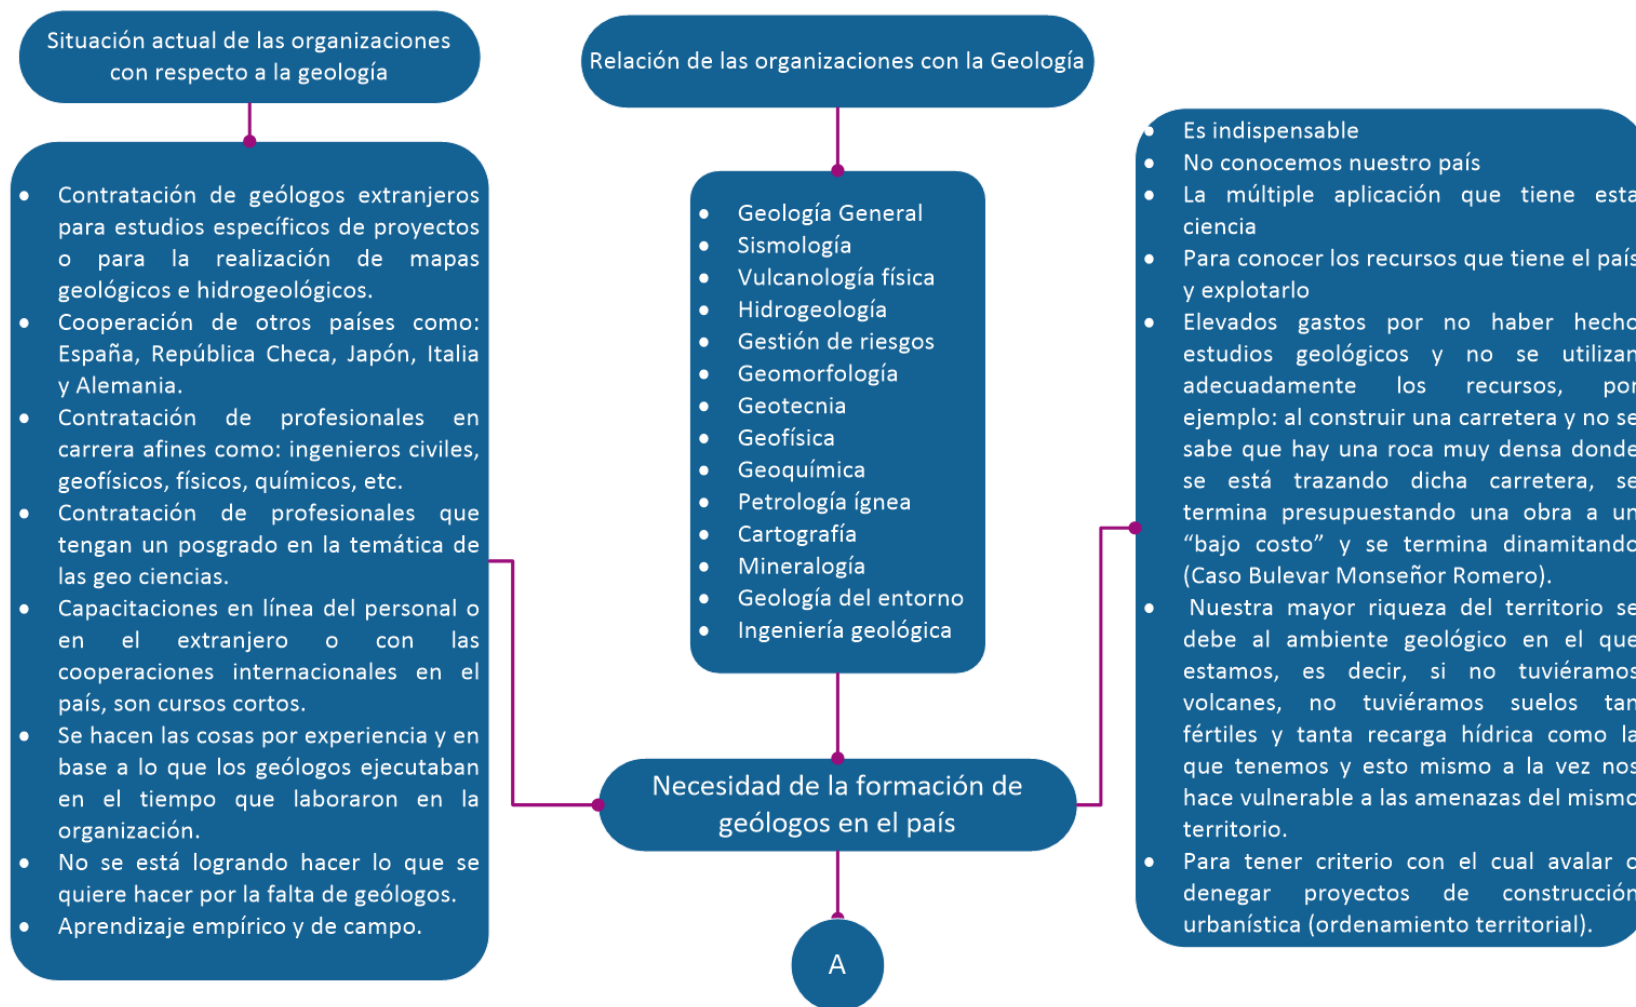 Situación actual de las organizaciones
con respecto a la geología
• Contratación de geólogos extranjeros
para estudios específicos de proyectos
o para la realización de mapas
geológicos e hidrogeológicos.
• Cooperación de otros países como:
España, República Checa, Japón, Italia
y Alemania.
• Contratación de profesionales en
carrera afines como: ingenieros civiles,
geofísicos, físicos, químicos, etc.
• Contratación de profesionales que
tengan un posgrado en la temática de
las geo ciencias.
• Capacitaciones en línea del personal o
en el extranjero o con las
cooperaciones internacionales en el
país, son cursos cortos.
• Se hacen las cosas por experiencia y en
base a lo que los geólogos ejecutaban
en el tiempo que laboraron en la
organización.
• No se está logrando hacer lo que se
quiere hacer por la falta de geólogos.
• Aprendizaje empírico y de campo.
Relación de las organizaciones con la Geología
• Geología General
• Sismología
• Vulcanología física
• Hidrogeología
• Gestión de riesgos
• Geomorfología
• Geotecnia
• Geofísica
• Geoquímica
• Petrología ígnea
• Cartografía
• Mineralogía
• Geología del entorno
• Ingeniería geológica
Necesidad de la formación de
geólogos en el país
A
• Es indispensable
• No conocemos nuestro país
• La múltiple aplicación que tiene esta
ciencia
• Para conocer los recursos que tiene el país
y explotarlo
• Elevados gastos por no haber hecho
estudios geológicos y no se utilizan
adecuadamente los recursos, por
ejemplo: al construir una carretera y no se
sabe que hay una roca muy densa donde
se está trazando dicha carretera, se
termina presupuestando una obra a un
“bajo costo” y se termina dinamitando
(Caso Bulevar Monseñor Romero).
• Nuestra mayor riqueza del territorio se
debe al ambiente geológico en el que
estamos, es decir, si no tuviéramos
volcanes, no tuviéramos suelos tan
fértiles y tanta recarga hídrica como la
que tenemos y esto mismo a la vez nos
hace vulnerable a las amenazas del mismo
territorio.
• Para tener criterio con el cual avalar o
denegar proyectos de construcción
urbanística (ordenamiento territorial).